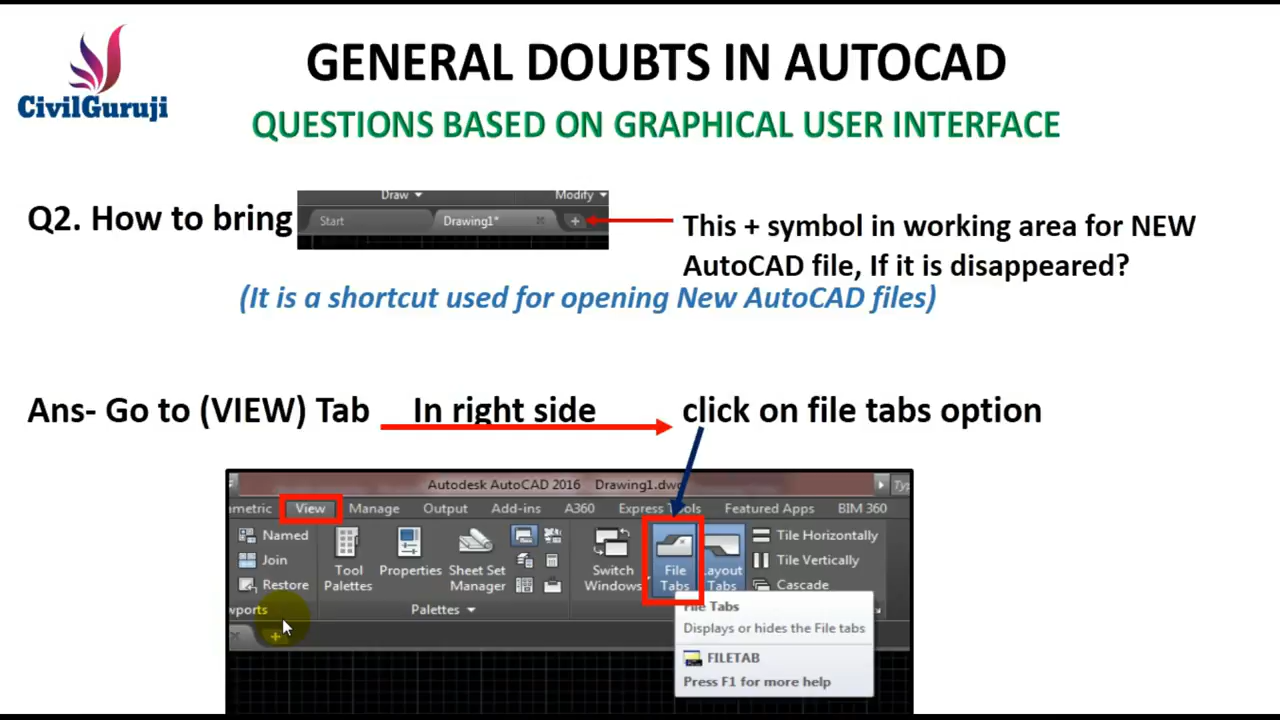 CivilGuruji
GENERAL DOUBTS IN AUTOCAD
QUESTIONS BASED ON GRAPHICAL USER INTERFACE
Q2. How to bring
Draw
Modify
Start
Drawing1*
+
This + symbol in working area for NEW
AutoCAD file, If it is disappeared?
(It is a shortcut used for opening New AutoCAD files)
Ans- Go to (VIEW) Tab
In right side
click on file tabs option
Autodesk AutoCAD 2016 Drawing1.dwg
ametric View Manage Output Add-ins A360 Express Tools Featured Apps BIM 360
Named
Join
Restore
wports
Tool
Palettes
Properties
Sheet Set
Manager
Palettes
Switch
Windows
File
Tabs
Layout
Tabs
Tile Horizontally
Tile Vertically
Cascade
+
File Tabs
Displays or hides the File tabs
FILETAB
Press F1 for more help